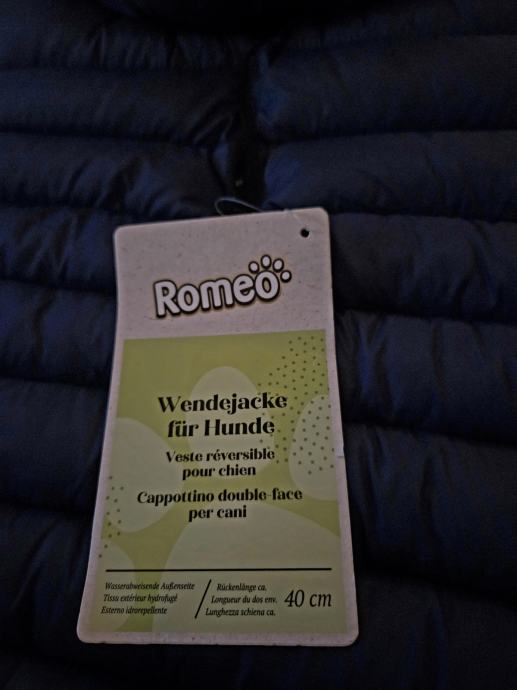 Romeo
Wendejacke
für Hunde
Veste réversible
pour chien
Cappottino double-face
per cani
Wasserabweisende Außenseite
Tissu extérieur hydrofugé
Esterno idrorepellente
Rückenlänge ca.
Longueur du dos env.
Lunghezza schiena ca.
40 cm